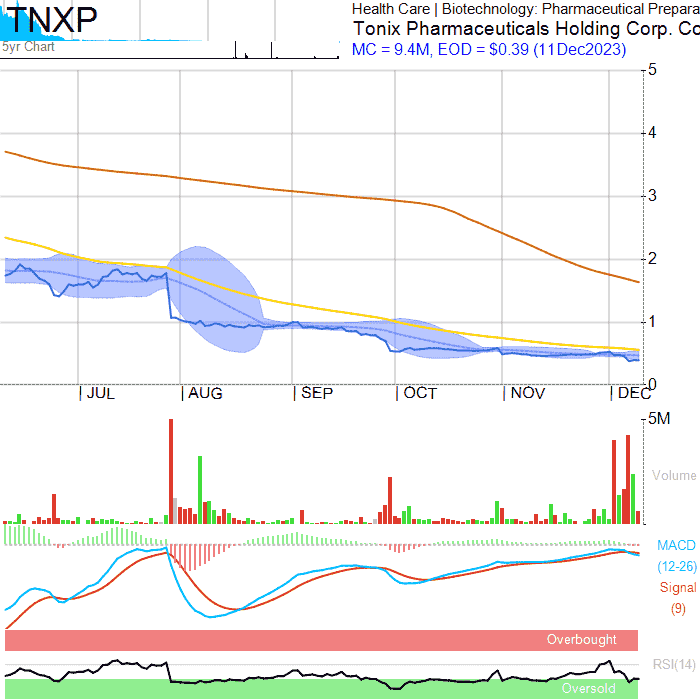 TNXP
Health Care | Biotechnology: Pharmaceutical Prepara
Tonix Pharmaceuticals Holding Corp. Co
5yr Chart
MC = 9.4M, EOD = $0.39 (11Dec2023)
5
4
3
2
1
0
JUL AUG SEP OCT NOV DEC
5M
Volume
MACD
(12-26)
Signal
(9)
Overbought
RSI(14)
Oversold